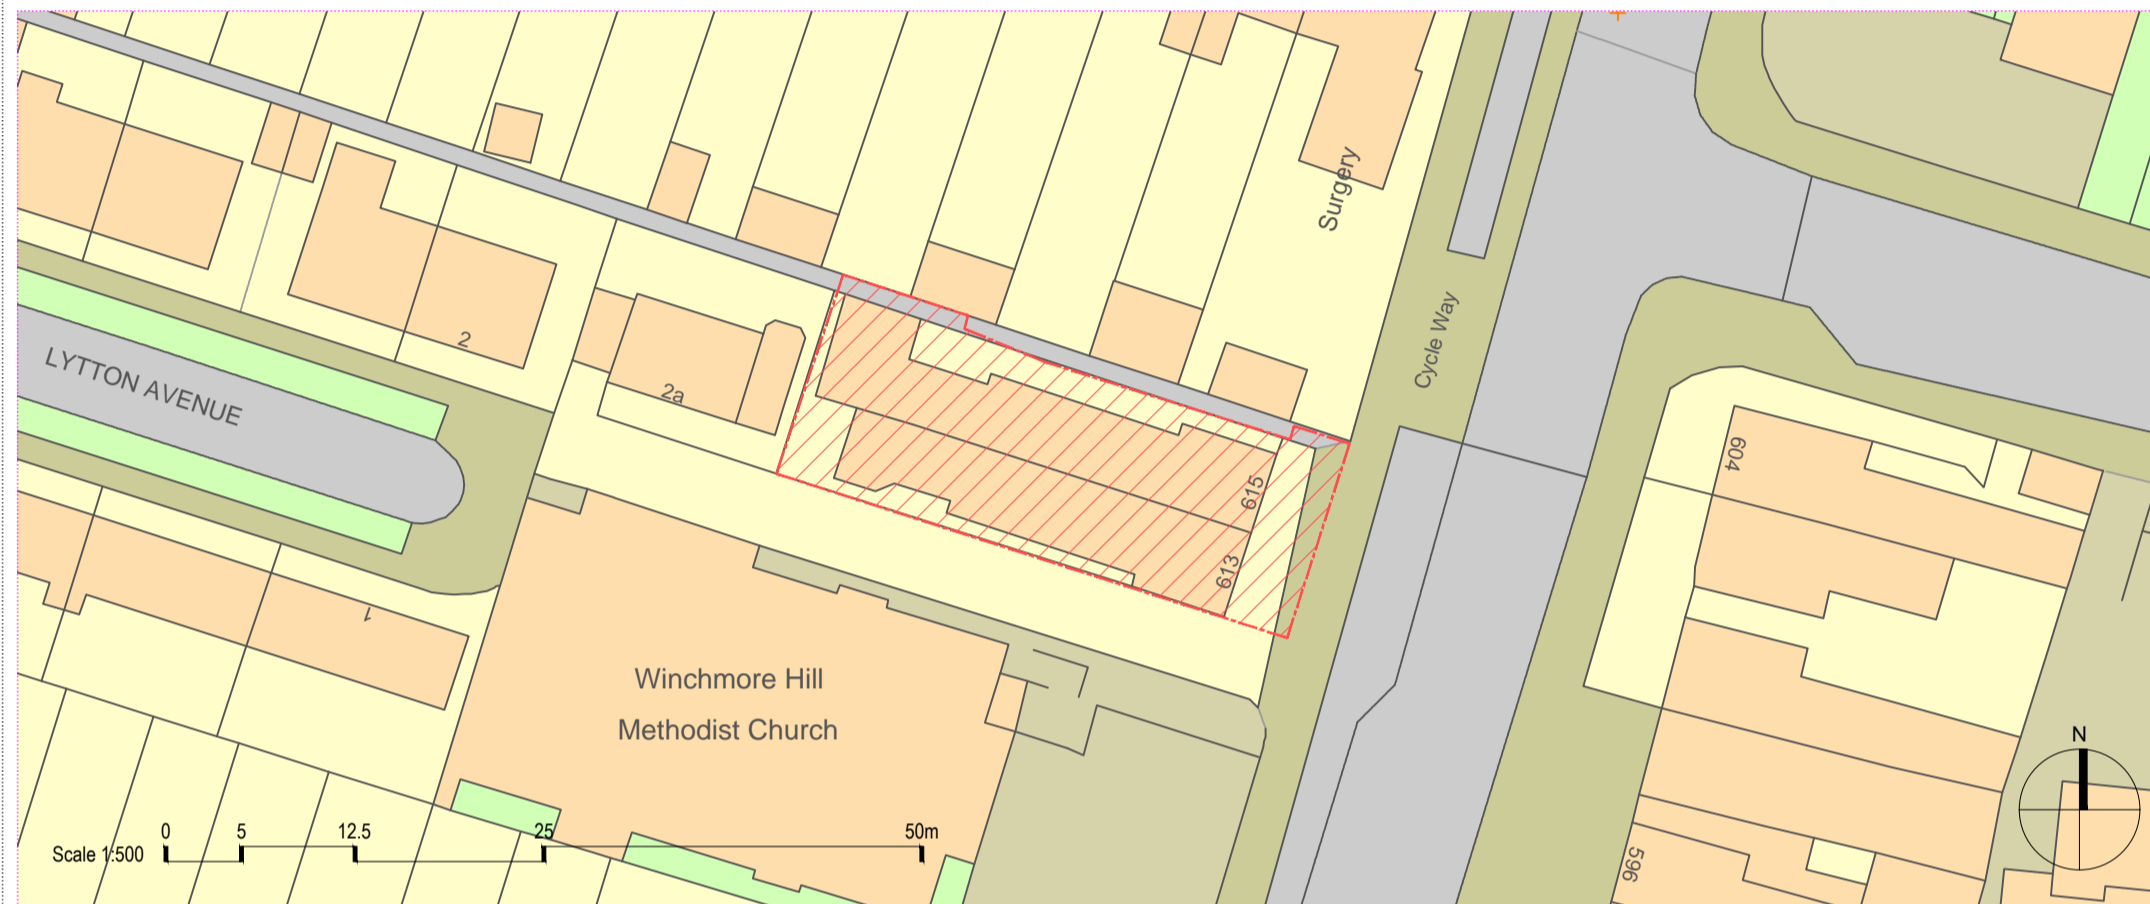 Surgery
Cycle Way
2
2a
LYTTON AVENUE
604
615
613
1
Winchmore Hill
Methodist Church
N
596
0 5 12.5 25 50m
Scale 1:500